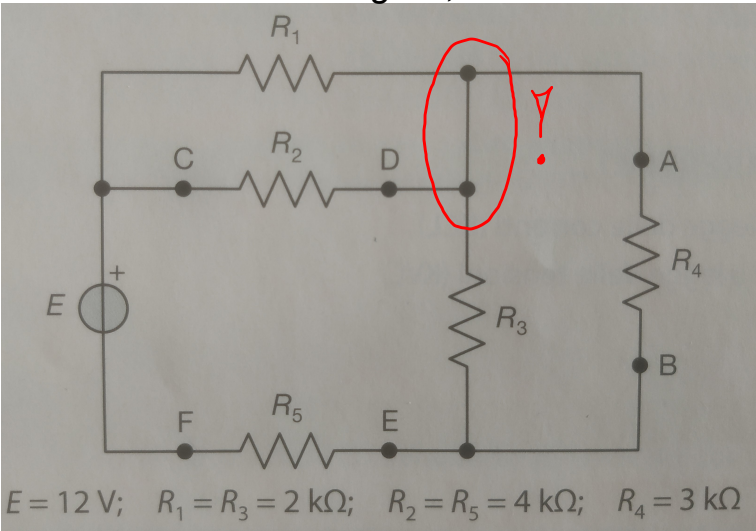 R₁
R₂
C
D
A
+
E
R₃
R₄
B
R₅
F
E
E = 12 V; R₁ = R₃ = 2 kΩ; R₂ = R₅ = 4 kΩ; R₄ = 3 kΩ